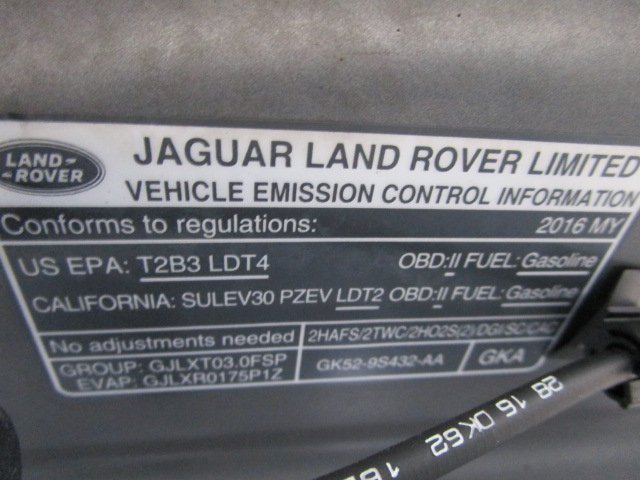 LAND-
-ROVER
JAGUAR LAND ROVER LIMITED
VEHICLE EMISSION CONTROL INFORMATION
Conforms to regulations: 2016 MY
US EPA: T2B3 LDT4 OBD:II FUEL: Gasoline
CALIFORNIA: SULEV30 PZEV LDT2 OBD:II FUEL: Gasoline
No adjustments needed 2HAFS/2TWC/2HO2S(2)/DGI/SC/CAC
GROUP: GJLXT03.0FSP GK52-9S432-AA GKA
EVAP: GJLXR0175P1Z
28 16 OK62